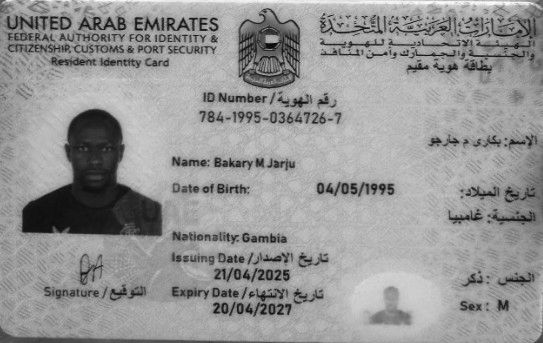 UNITED ARAB EMIRATES
FEDERAL AUTHORITY FOR IDENTITY &
CITIZENSHIP, CUSTOMS & PORT SECURITY
Resident Identity Card
الإمارات العربية المتحدة
الهيئة الاتحادية للهوية
والجنسية والجمارك وأمن المنافذ
بطاقة هوية مقيم
ID Number / رقم الهوية
784-1995-0364726-7
الإسم: بكارى م جارجو
Name: Bakary M Jarju
Date of Birth: 04/05/1995 تاريخ الميلاد:
الجنسية: غامبيا
Nationality: Gambia
Issuing Date / تاريخ الإصدار
21/04/2025
الجنس : ذكر
Signature / التوقيع
Expiry Date / تاريخ الانتهاء
20/04/2027
Sex: M